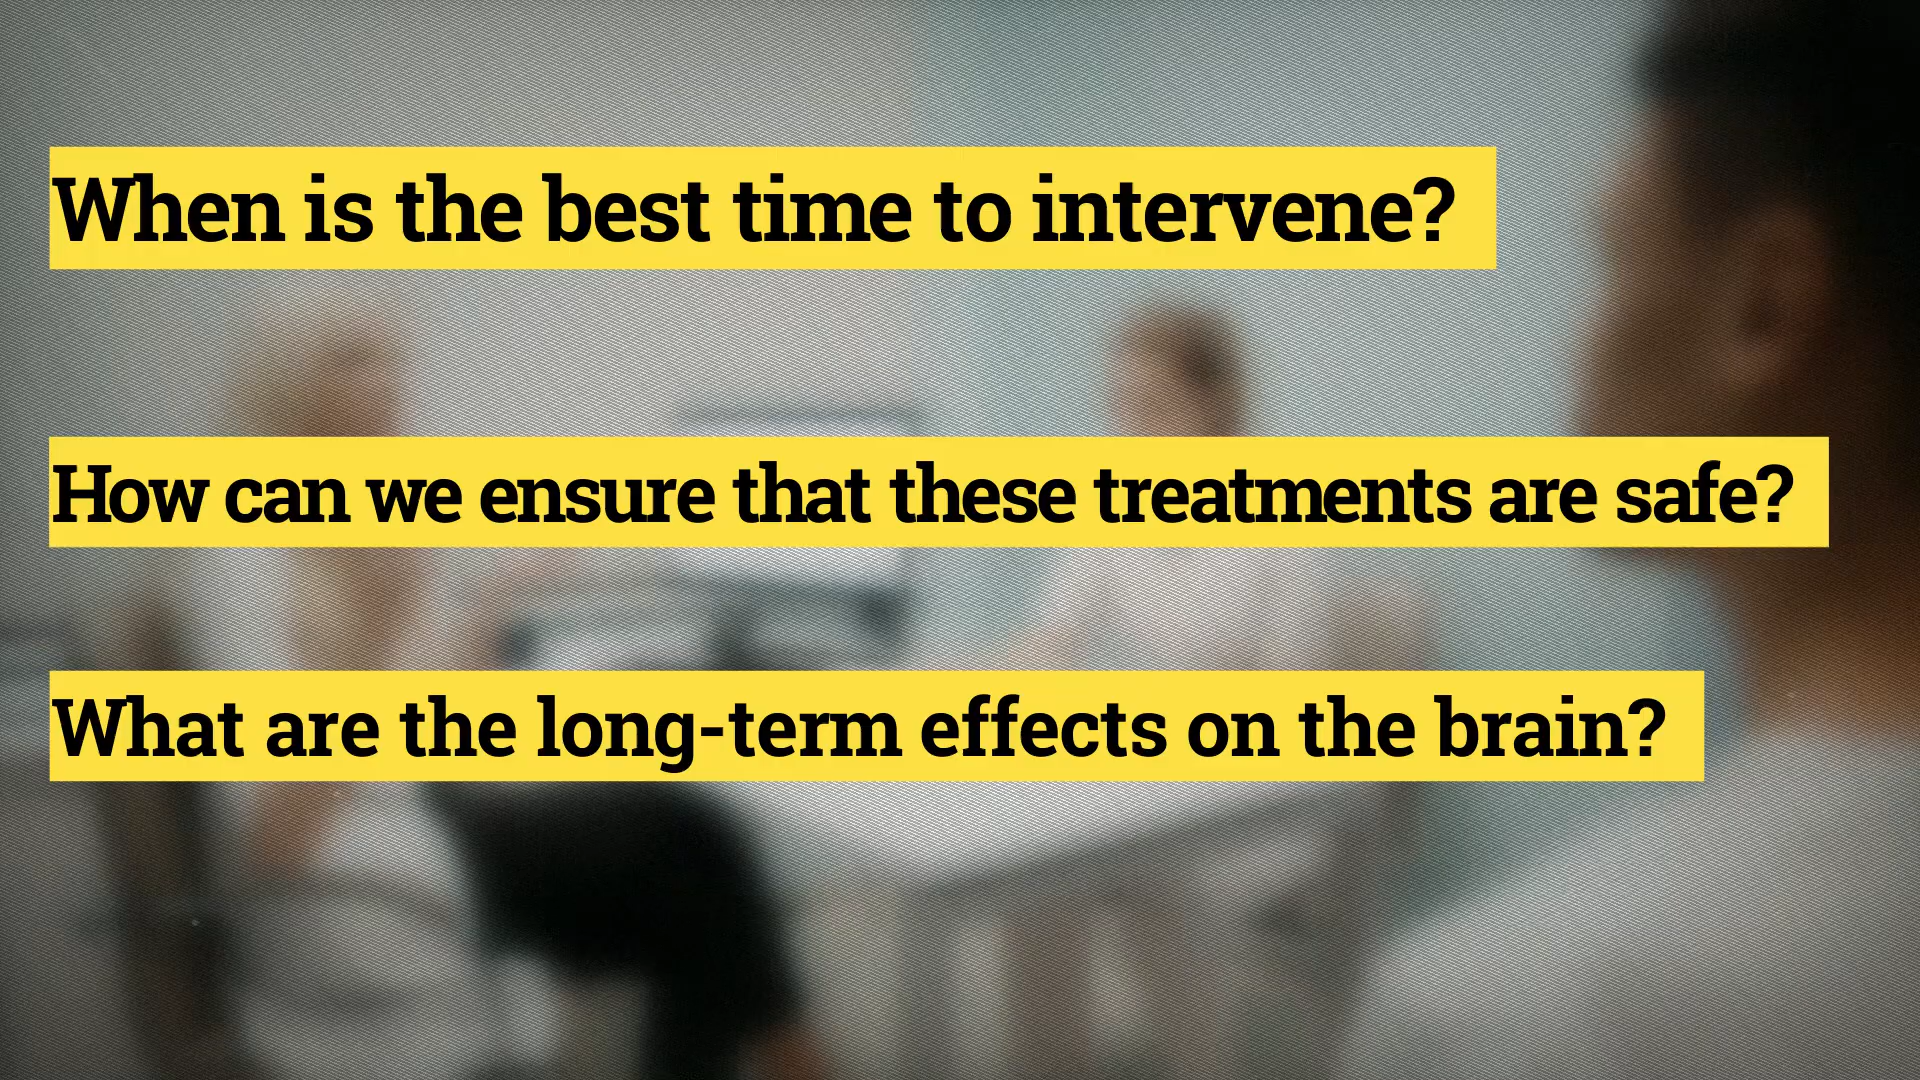 When is the best time to intervene?
How can we ensure that these treatments are safe?
What are the long-term effects on the brain?